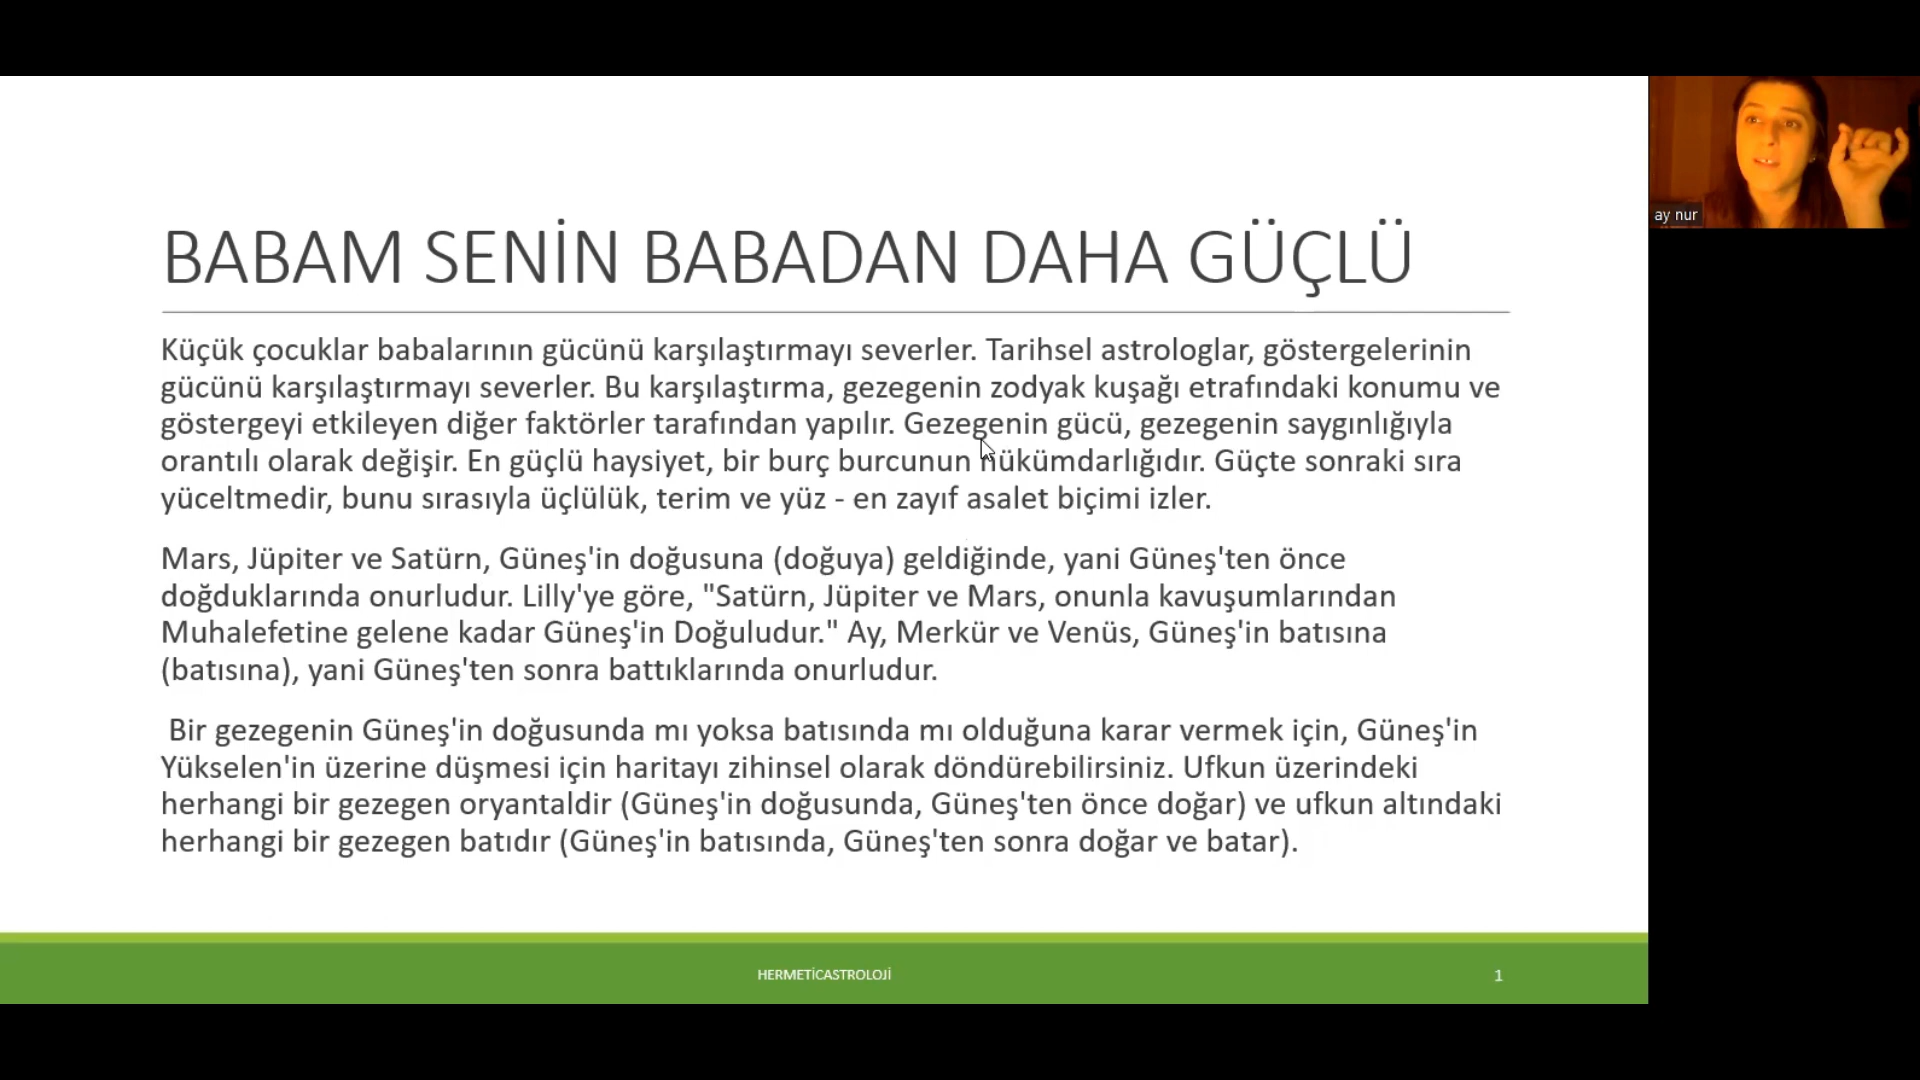 BABAM SENİN BABADAN DAHA GÜÇLÜ
Küçük çocuklar babalarının gücünü karşılaştırmayı severler. Tarihsel astrologlar, göstergelerinin
gücünü karşılaştırmayı severler. Bu karşılaştırma, gezegenin zodyak kuşağı etrafındaki konumu ve
göstergeyi etkileyen diğer faktörler tarafından yapılır. Gezegenin gücü, gezegenin saygınlığıyla
orantılı olarak değişir. En güçlü haysiyet, bir burç burcunun hükümdarlığıdır. Güçte sonraki sıra
yüceltmedir, bunu sırasıyla üçlülük, terim ve yüz - en zayıf asalet biçimi izler.
Mars, Jüpiter ve Satürn, Güneş'in doğusuna (doğuya) geldiğinde, yani Güneş'ten önce
doğduklarında onurludur. Lilly'ye göre, "Satürn, Jüpiter ve Mars, onunla kavuşumlarından
Muhalefetine gelene kadar Güneş'in Doğuludur." Ay, Merkür ve Venüs, Güneş'in batısına
(batısına), yani Güneş'ten sonra battıklarında onurludur.
Bir gezegenin Güneş'in doğusunda mı yoksa batısında mı olduğuna karar vermek için, Güneş'in
Yükselen'in üzerine düşmesi için haritayı zihinsel olarak döndürebilirsiniz. Ufkun üzerindeki
herhangi bir gezegen oryantaldir (Güneş'in doğusunda, Güneş'ten önce doğar) ve ufkun altındaki
herhangi bir gezegen batıdır (Güneş'in batısında, Güneş'ten sonra doğar ve batar).
HERMETİCASTROLOJİ
1
ay nur